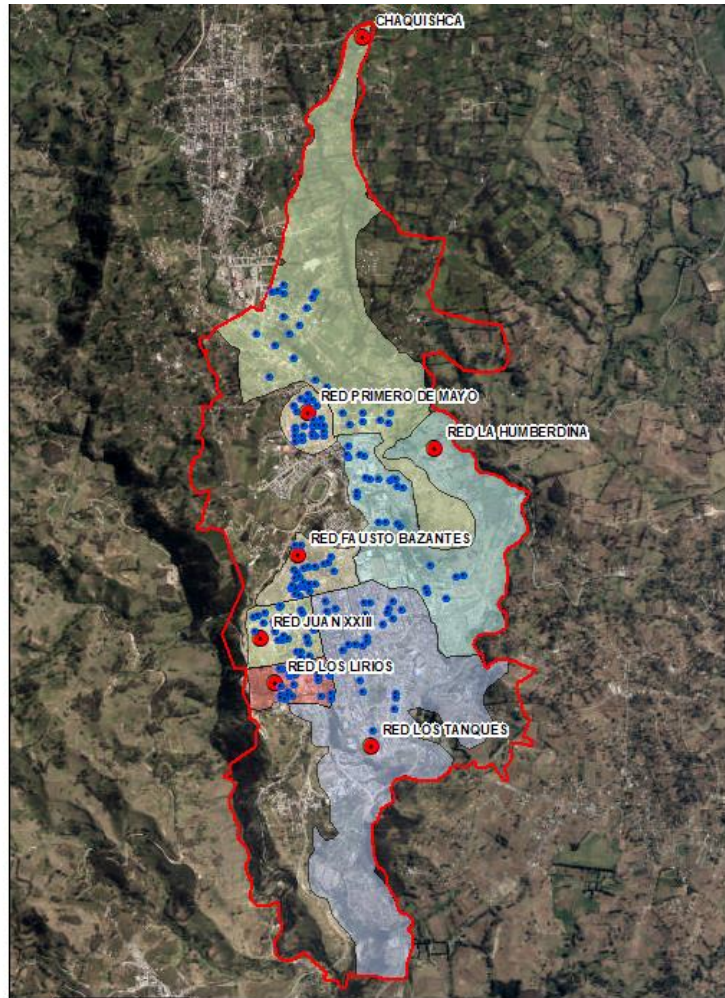 CHAQUISHCA
RED PRIMERO DE MAYO
RED LA HUMBERDINA
RED FAUSTO BAZANTES
RED JUAN XXIII
RED LOS LIRIOS
RED LOS TANQUES